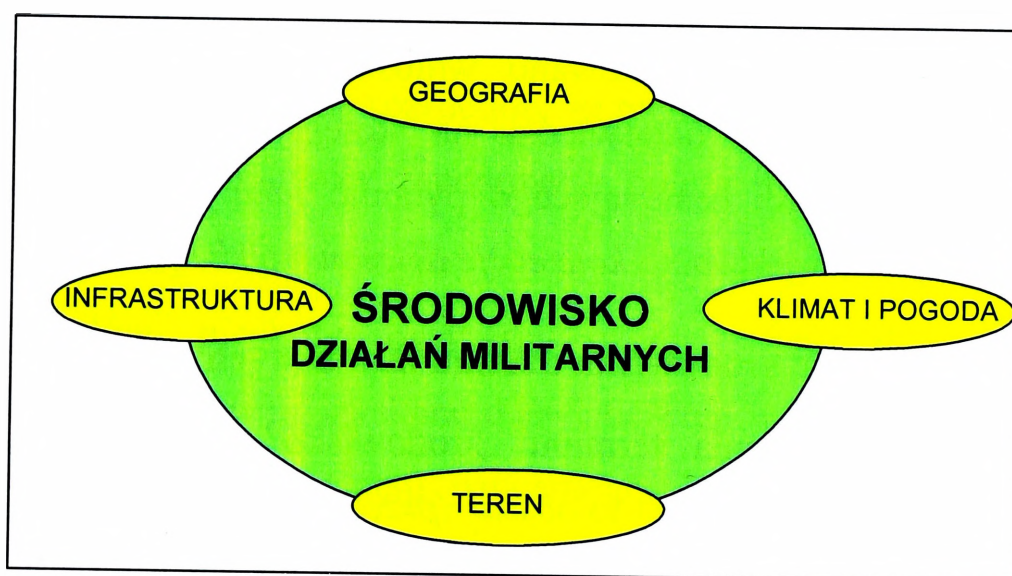 GEOGRAFIA
INFRASTRUKTURA
ŚRODOWISKO
DZIAŁAŃ MILITARNYCH
KLIMAT I POGODA
TEREN